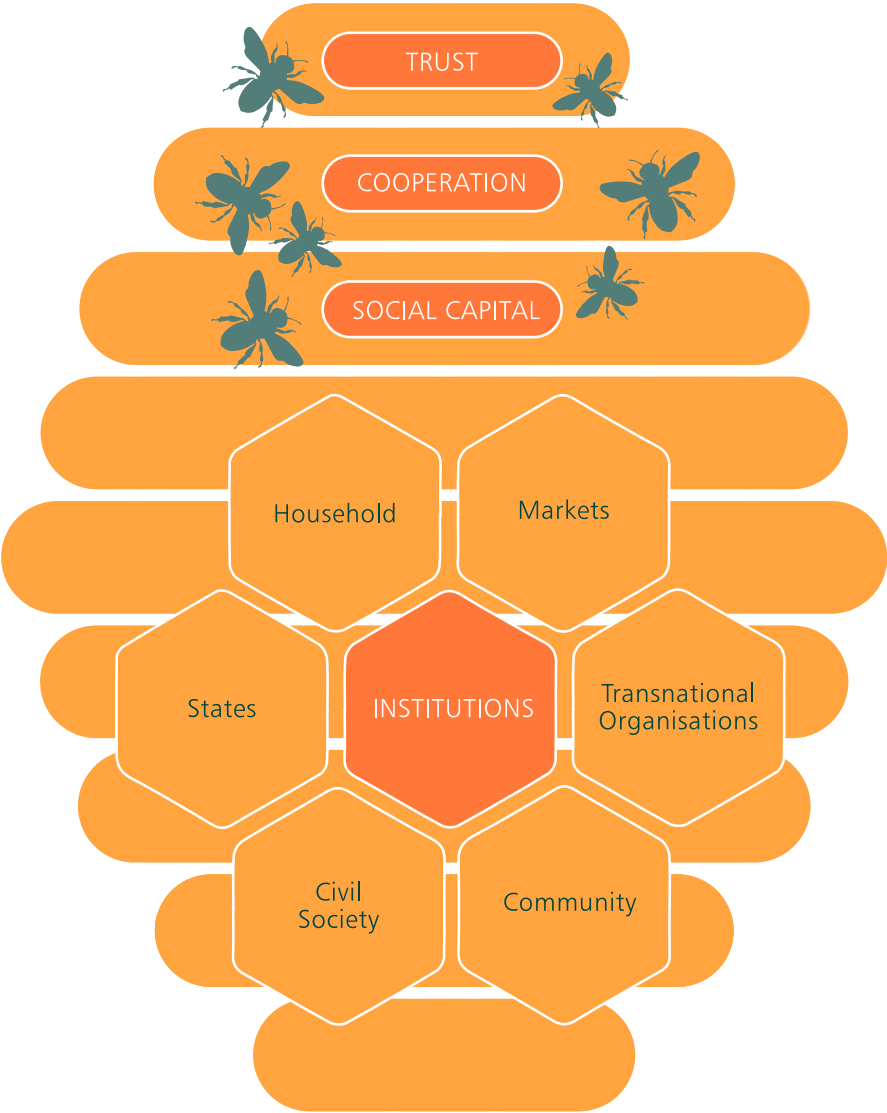 TRUST
COOPERATION
SOCIAL CAPITAL
Household
Markets
States
INSTITUTIONS
Transnational
Organisations
Civil
Society
Community